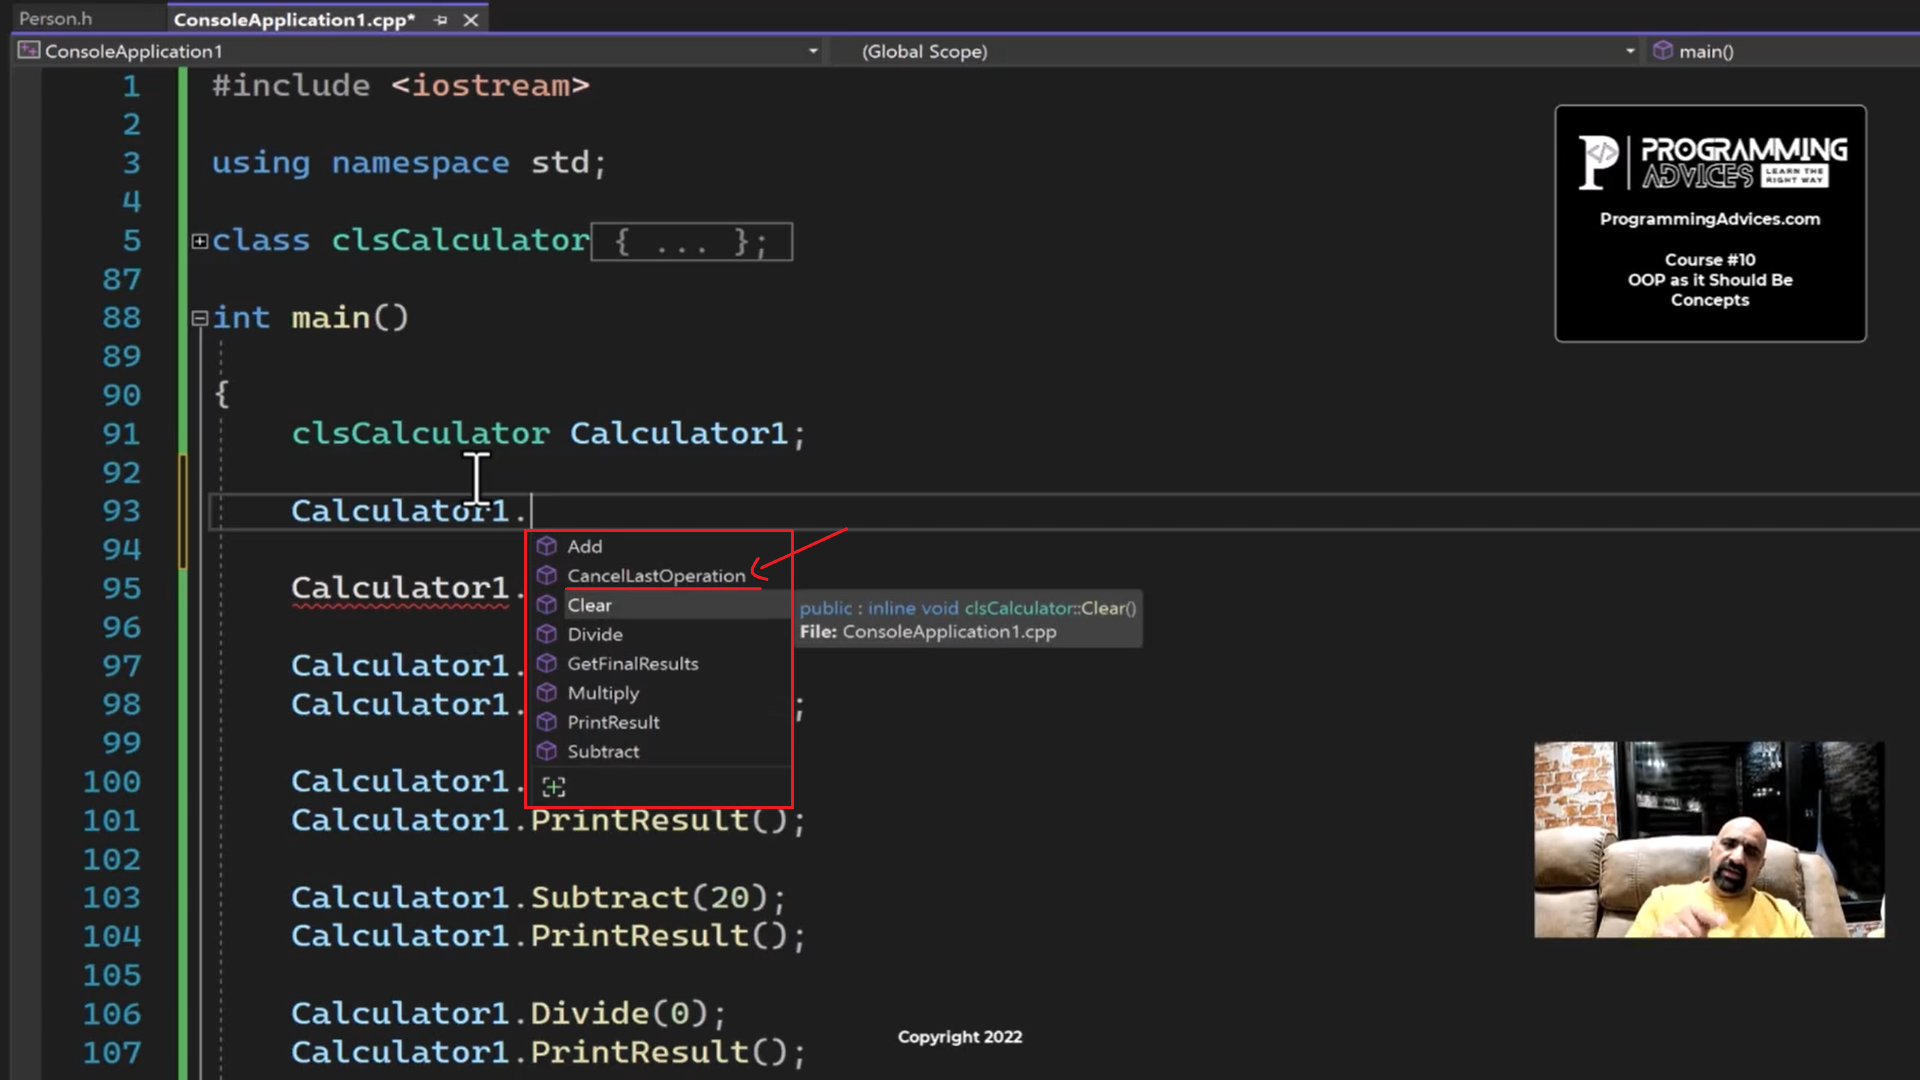 Person.h
ConsoleApplication1.cpp*
ConsoleApplication1
(Global Scope)
main()
1 #include <iostream>
2
3 using namespace std;
4
5 class clsCalculator { ... };
87
88 int main()
89
90 {
91 clsCalculator Calculator1;
92
93 Calculator1.
94
95 Calculator1.
96
97 Calculator1.
98 Calculator1. ;
99
100 Calculator1.
101 Calculator1.PrintResult();
102
103 Calculator1.Subtract(20);
104 Calculator1.PrintResult();
105
106 Calculator1.Divide(0);
107 Calculator1.PrintResult();
Add
CancelLastOperation
Clear
Divide
GetFinalResults
Multiply
PrintResult
Subtract
public : inline void clsCalculator::Clear()
File: ConsoleApplication1.cpp
PROGRAMMING
ADVICES
LEARN THE
RIGHT WAY
ProgrammingAdvices.com
Course #10
OOP as it Should Be
Concepts
Copyright 2022